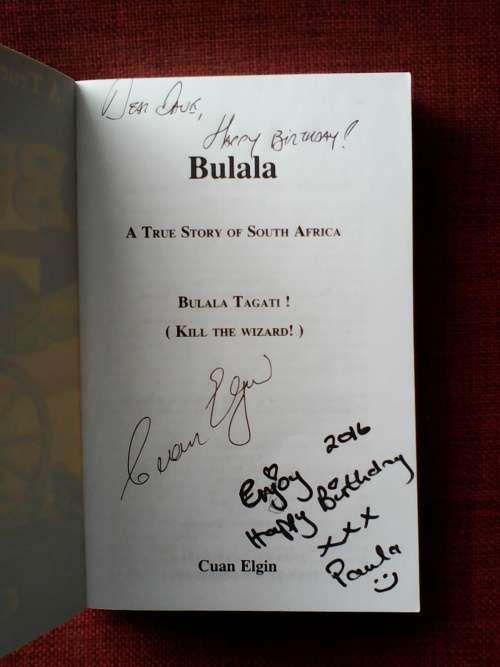 Dear Dave,
Happy Birthday!
Bulala
A True Story of South Africa
Bulala Tagati !
( Kill the wizard! )
Cuan Elgin
2016
Enjoy
Happy Birthday
xxx
Paula
Cuan Elgin